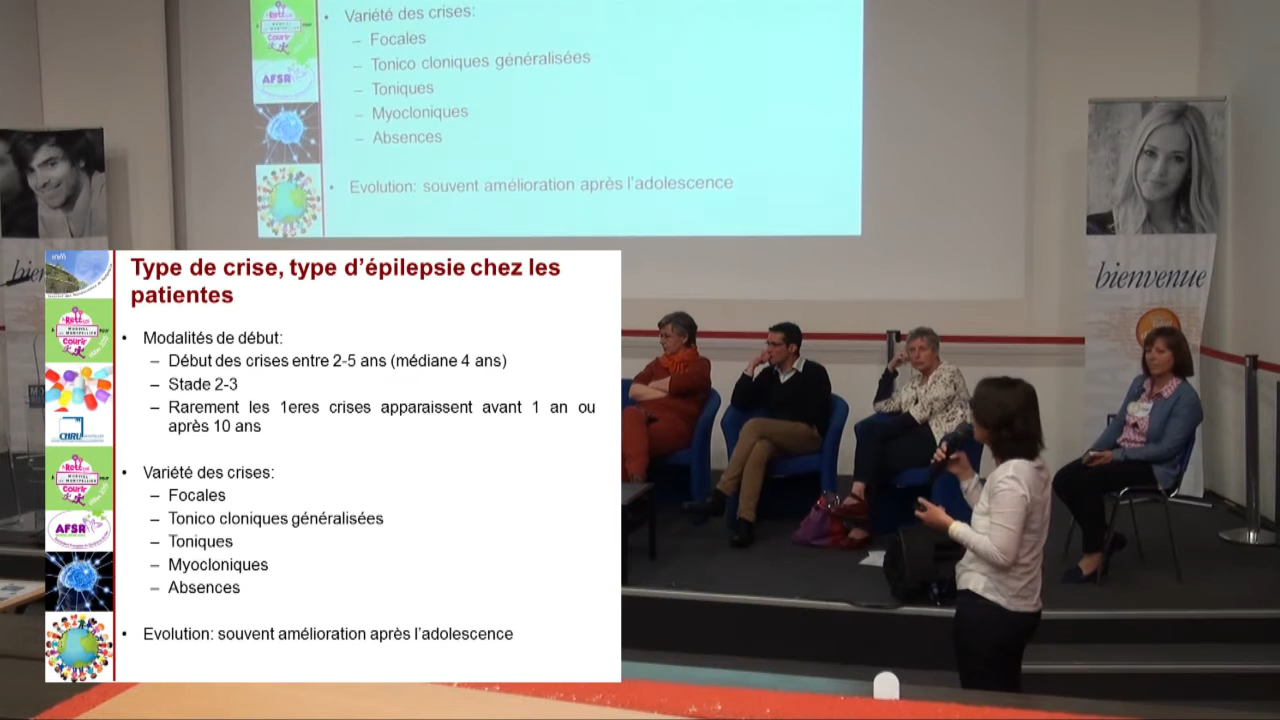 Variété des crises:
– Focales
– Tonico cloniques généralisées
– Toniques
– Myocloniques
– Absences
Evolution: souvent amélioration après l'adolescence
AFSR
bienvenue
Type de crise, type d'épilepsie chez les
patientes
• Modalités de début:
– Début des crises entre 2-5 ans (médiane 4 ans)
– Stade 2-3
– Rarement les 1eres crises apparaissent avant 1 an ou
après 10 ans
• Variété des crises:
– Focales
– Tonico cloniques généralisées
– Toniques
– Myocloniques
– Absences
• Evolution: souvent amélioration après l'adolescence
CHRU
courir
AFSR